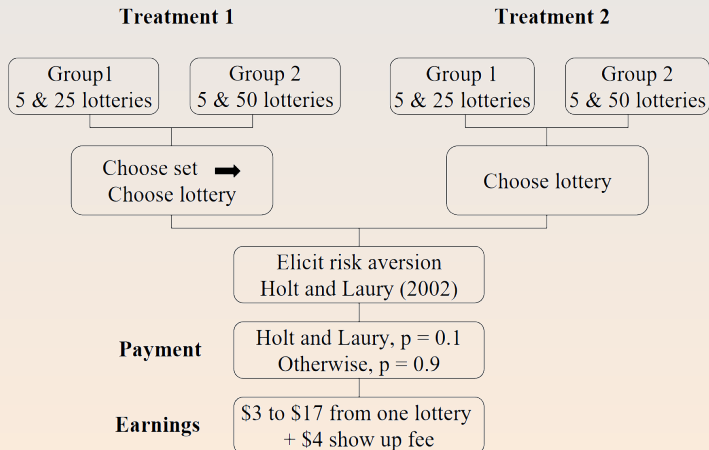 Treatment 1
Treatment 2
Group1
5 & 25 lotteries
Group 2
5 & 50 lotteries
Group 1
5 & 25 lotteries
Group 2
5 & 50 lotteries
Choose set
Choose lottery
Choose lottery
Elicit risk aversion
Holt and Laury (2002)
Payment
Holt and Laury, p = 0.1
Otherwise, p = 0.9
Earnings
$3 to $17 from one lottery
+ $4 show up fee